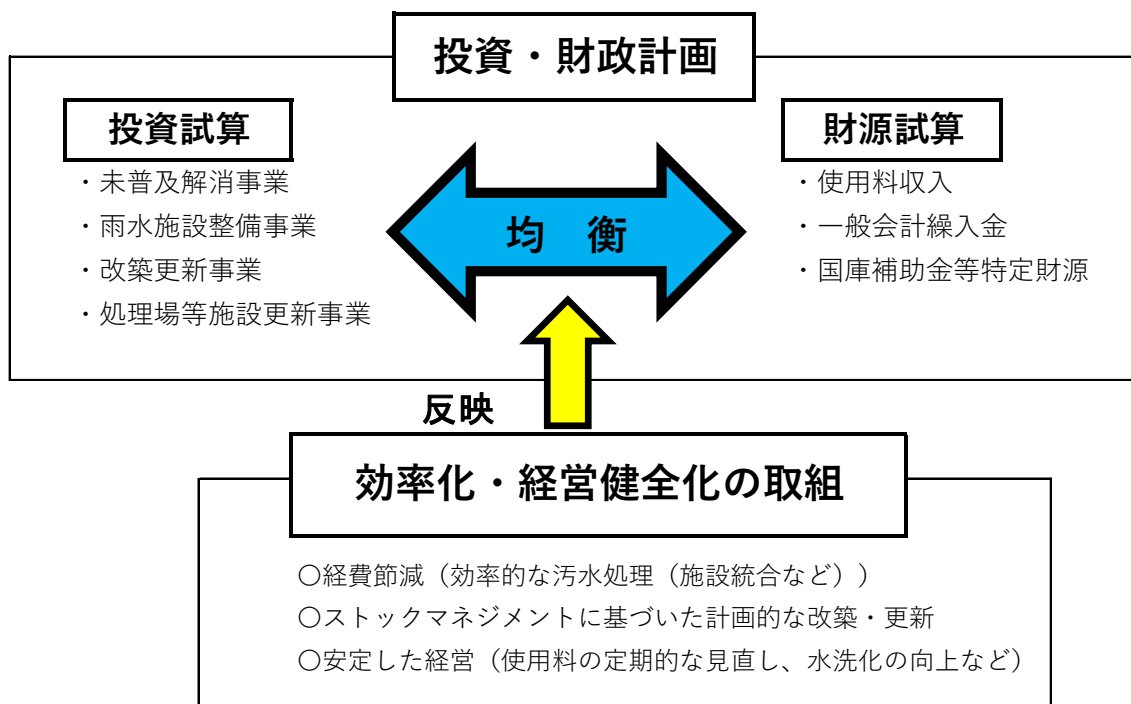 投資・財政計画
投資試算
・未普及解消事業
・雨水施設整備事業
・改築更新事業
・処理場等施設更新事業
均　衡
財源試算
・使用料収入
・一般会計繰入金
・国庫補助金等特定財源
反映
効率化・経営健全化の取組
〇経費節減（効率的な汚水処理（施設統合など））
〇ストックマネジメントに基づいた計画的な改築・更新
〇安定した経営（使用料の定期的な見直し、水洗化の向上など）